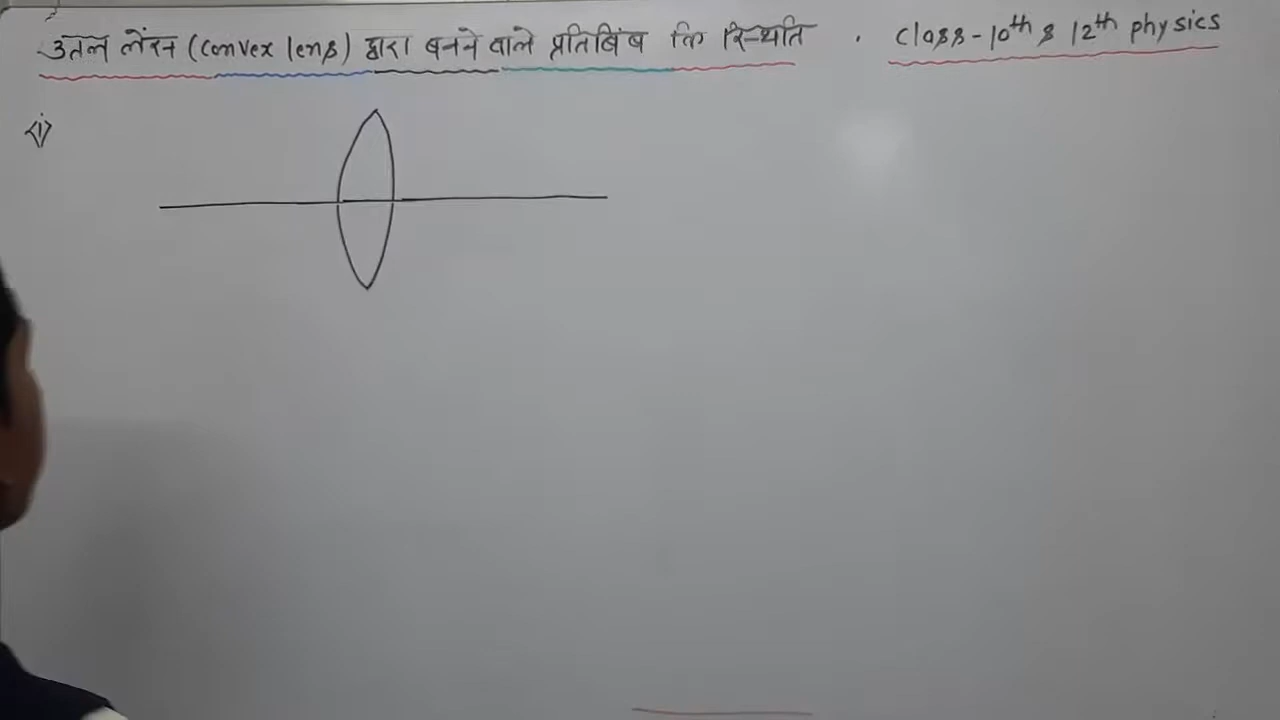 उत्तल लेंस (Convex lens) द्वारा बनने वाले प्रतिबिंब कि स्थिति . Class-10th & 12th physics
<i>